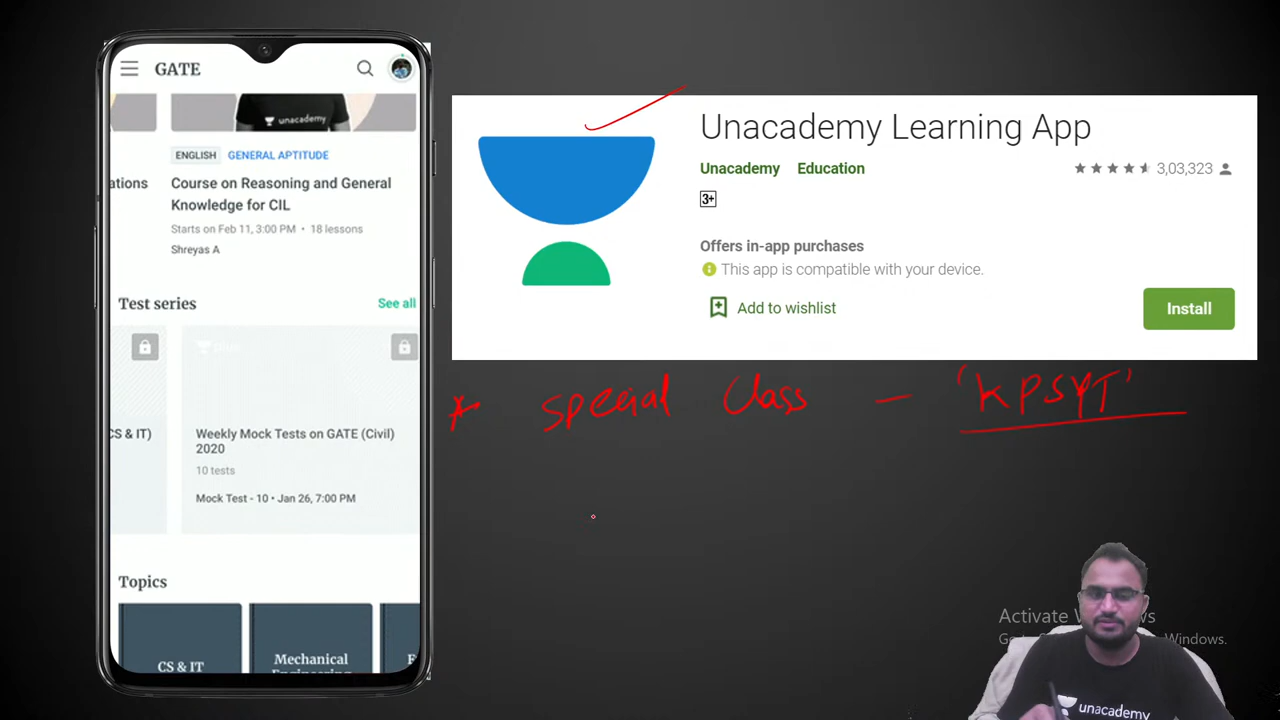 GATE
unacademy
ENGLISH GENERAL APTITUDE
ations
Course on Reasoning and General
Knowledge for CIL
Starts on Feb 11, 3:00 PM • 18 lessons
Shreyas A
Test series
See all
CS & IT)
Weekly Mock Tests on GATE (Civil)
2020
10 tests
Mock Test - 10 • Jan 26, 7:00 PM
Topics
CS & IT
Mechanical
Engineering
Unacademy Learning App
Unacademy Education
3,03,323
3+
Offers in-app purchases
This app is compatible with your device.
Add to wishlist
Install
* Special Class - 'KPSYT'
Activate Windows
Windows.
unacademy